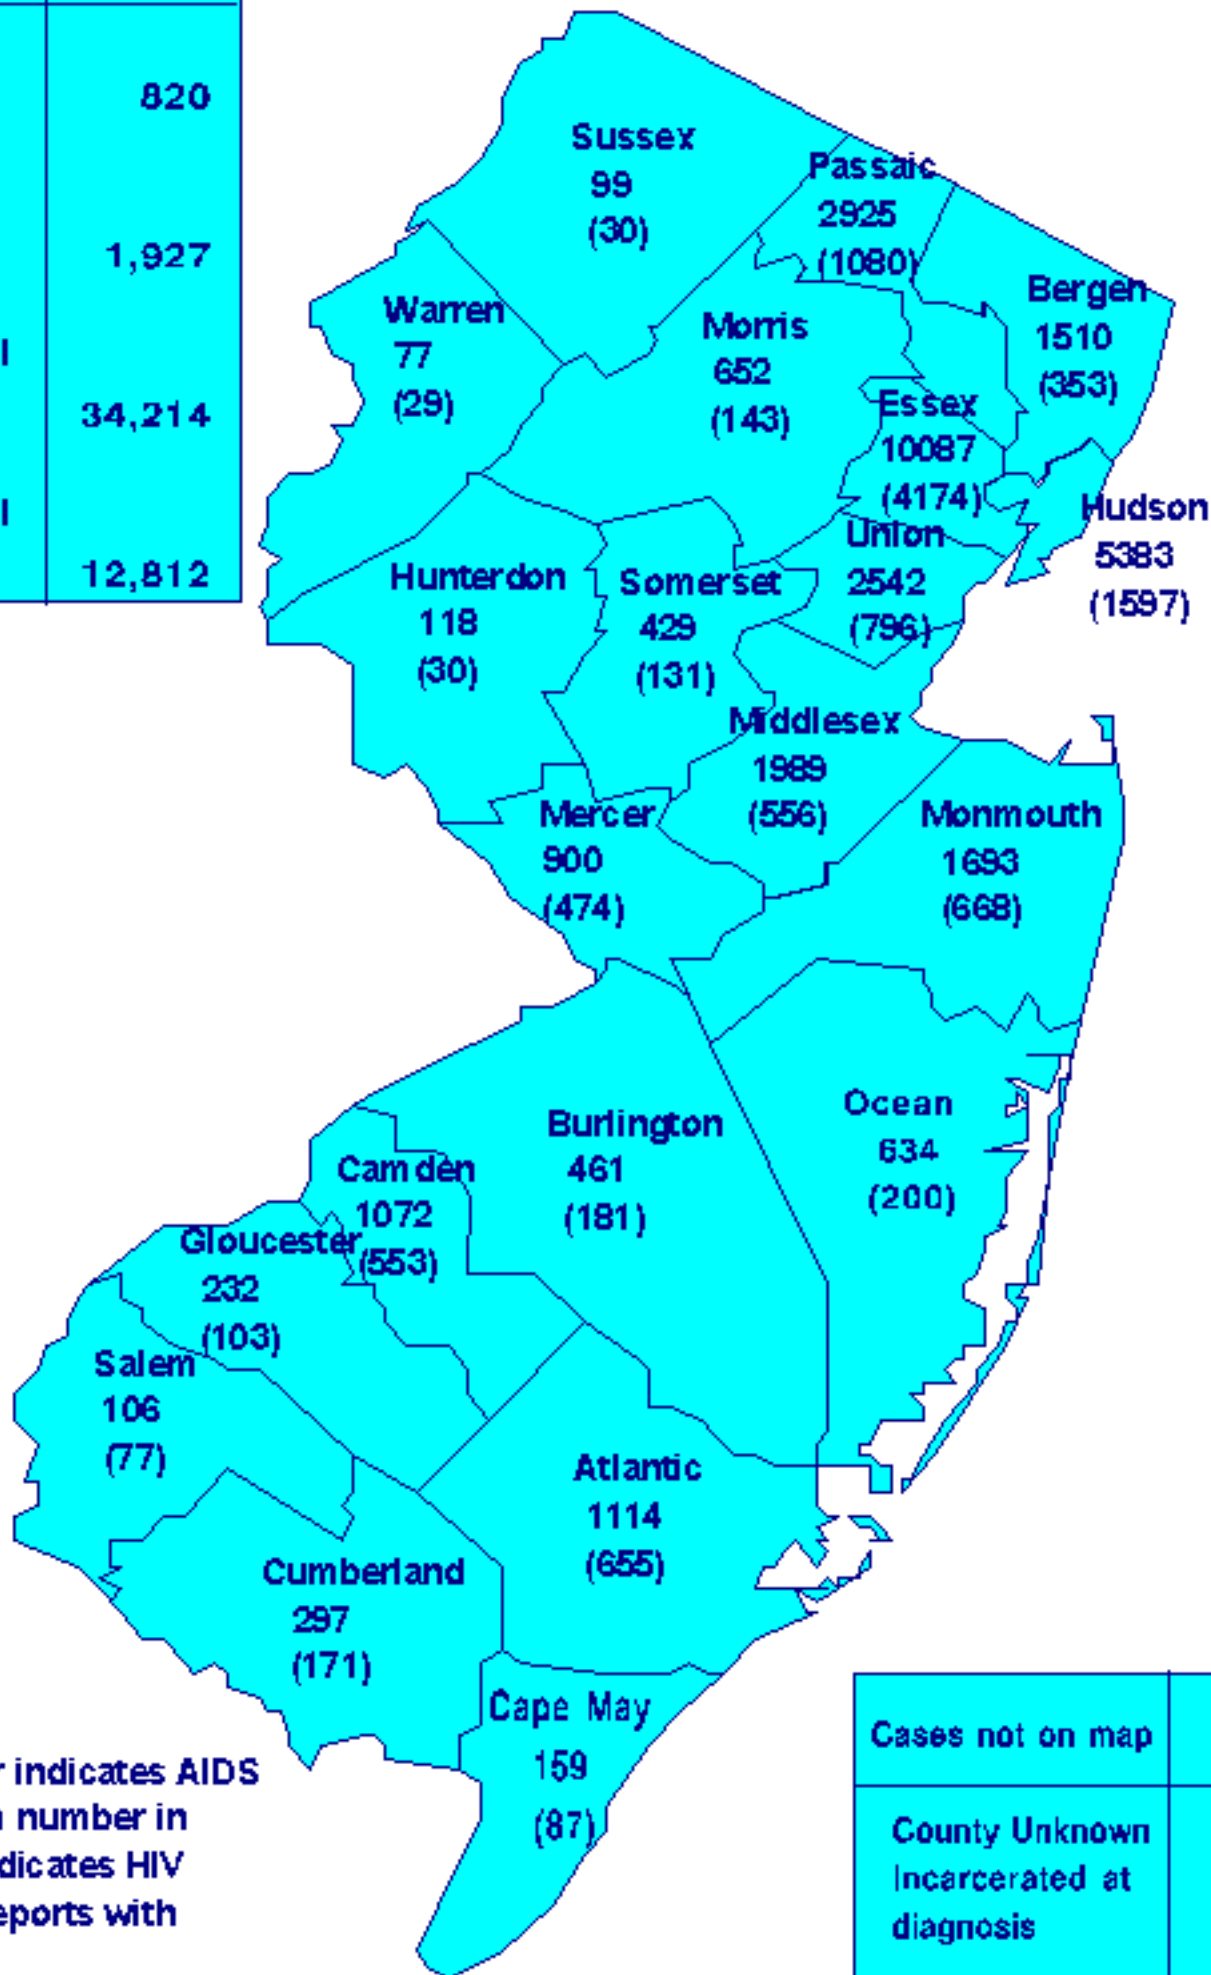 820
1,927
l
34,214
l
12,812
Sussex
99
(30)
Passaic
2925
(1080)
Bergen
1510
(353)
Warren
77
(29)
Morris
652
(143)
Essex
10087
(4174)
Hudson
5383
(1597)
Union
2542
(796)
Hunterdon
118
(30)
Somerset
429
(131)
Middlesex
1989
(556)
Mercer
900
(474)
Monmouth
1693
(668)
Ocean
634
(200)
Burlington
461
(181)
Camden
1072
(553)
Gloucester
232
(103)
Salem
106
(77)
Atlantic
1114
(655)
Cumberland
297
(171)
Cape May
159
(87)
r indicates AIDS
number in
dicates HIV
eports with
Cases not on map
County Unknown
Incarcerated at
diagnosis